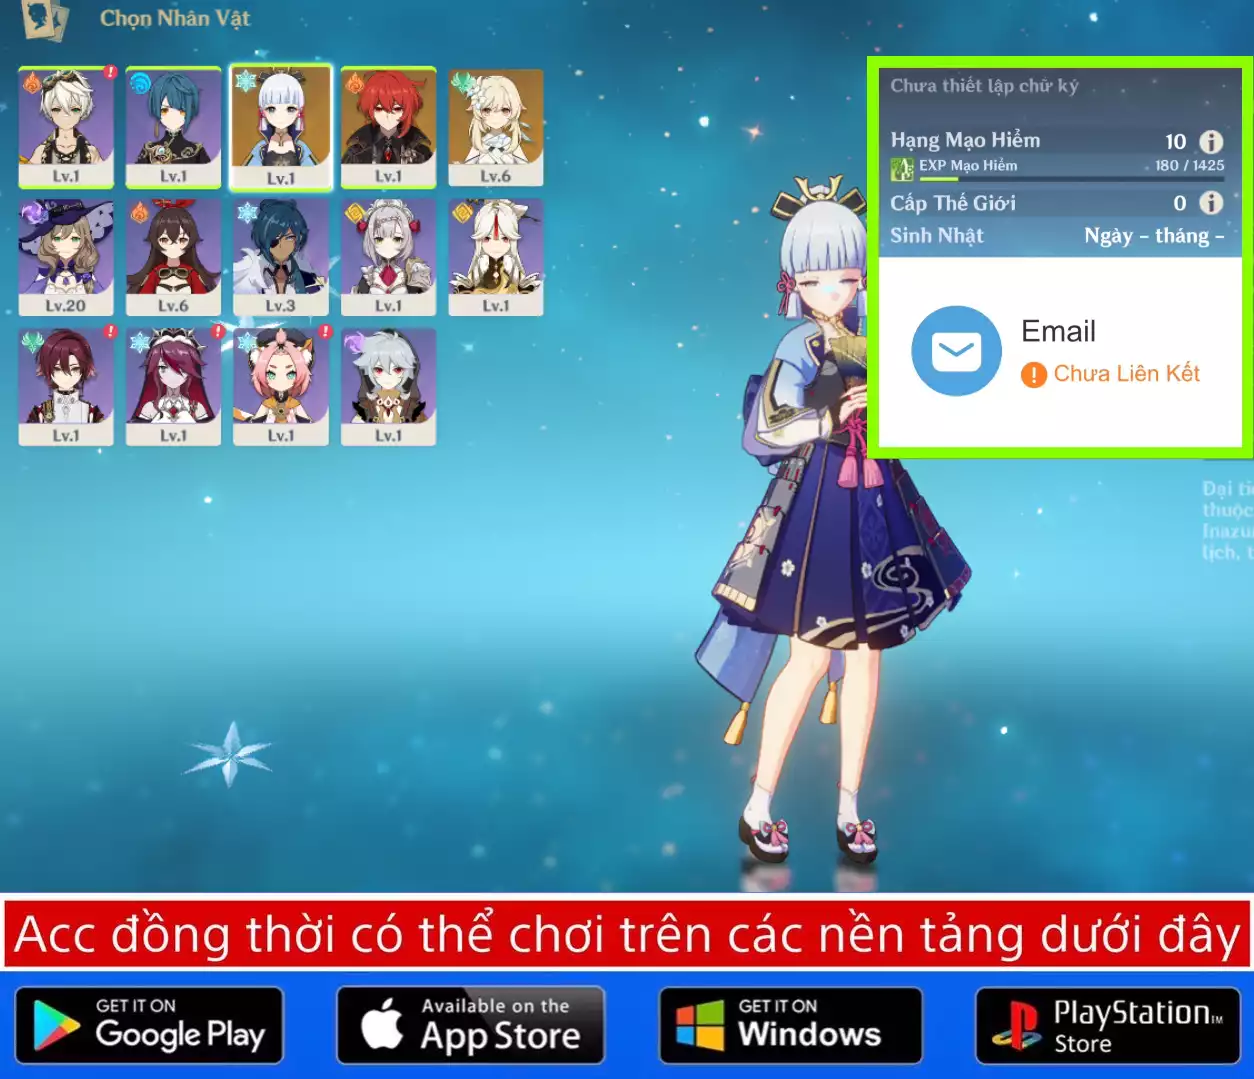 Chọn Nhân Vật
Lv.1
Lv.1
Lv.1
Lv.1
Lv.6
Lv.20
Lv.6
Lv.3
Lv.1
Lv.1
Lv.1
Lv.1
Lv.1
Lv.1
Chưa thiết lập chữ ký
Hạng Mạo Hiểm 10
EXP Mạo Hiểm 180 / 1425
Cấp Thế Giới 0
Sinh Nhật Ngày - tháng -
Email
Chưa Liên Kết
Đại
thuộc
lịch,
Acc đồng thời có thể chơi trên các nền tảng dưới đây
GET IT ON
Google Play
Available on the
App Store
GET IT ON
Windows
PlayStation™
Store